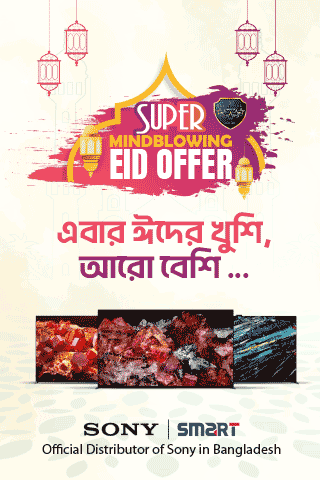 SUPER
MINDBLOWING
EID OFFER
এবার ঈদের খুশি,
আরো বেশি ...
SONY | SMART
Official Distributor of Sony in Bangladesh